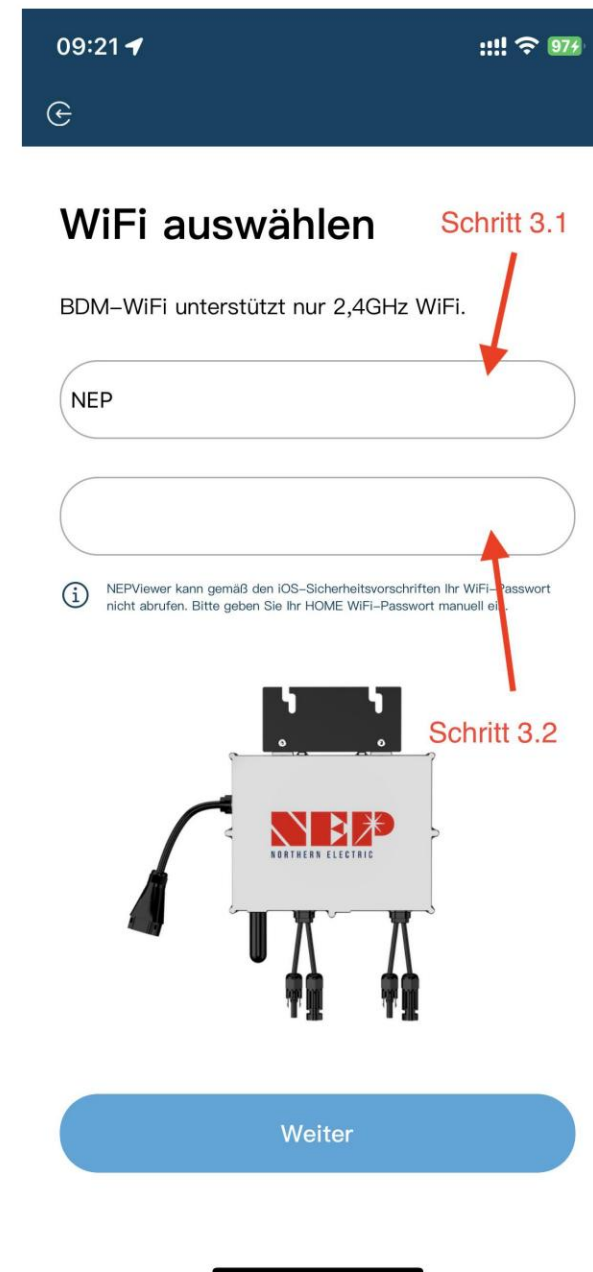 09:21
97
WiFi auswählen
Schritt 3.1
BDM-WiFi unterstützt nur 2,4GHz WiFi.
NEP
NEPViewer kann gemäß den iOS-Sicherheitsvorschriften Ihr WiFi-Passwort
nicht abrufen. Bitte geben Sie Ihr HOME WiFi-Passwort manuell ein.
Schritt 3.2
NEP
NORTHERN ELECTRIC
Weiter